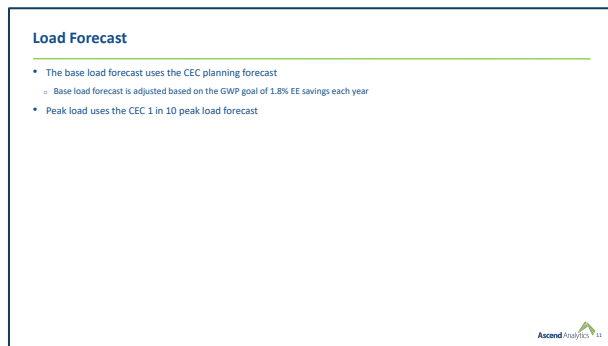 Load Forecast
• The base load forecast uses the CEC planning forecast
o Base load forecast is adjusted based on the GWP goal of 1.8% EE savings each year
• Peak load uses the CEC 1 in 10 peak load forecast
Ascend Analytics 11